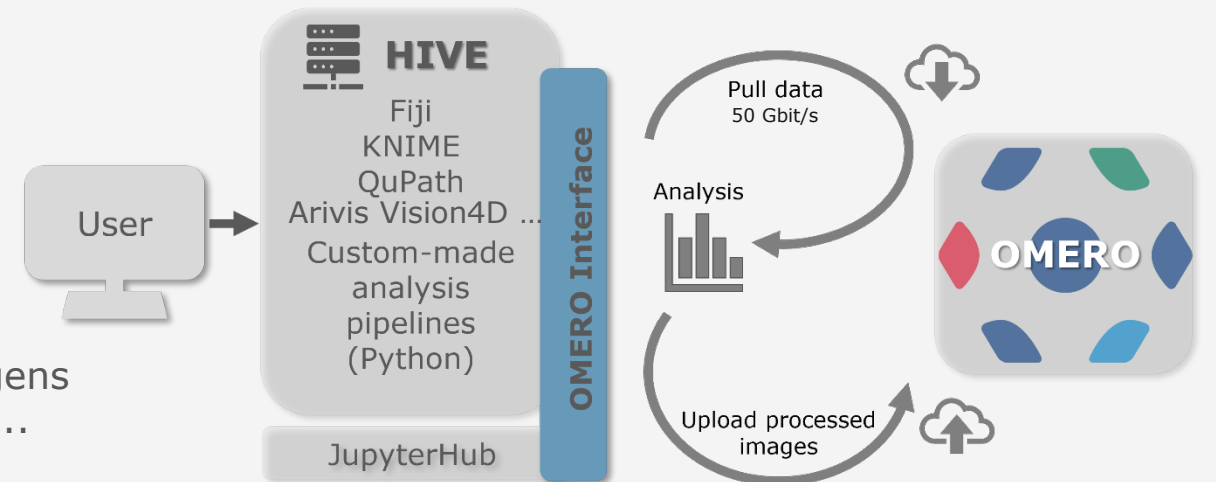 HIVE
Fiji
KNIME
QuPath
Arivis Vision4D ...
Custom-made
analysis
pipelines
(Python)
User
OMERO Interface
JupyterHub
Pull data
50 Gbit/s
Analysis
Upload processed
images
OMERO
gens
..